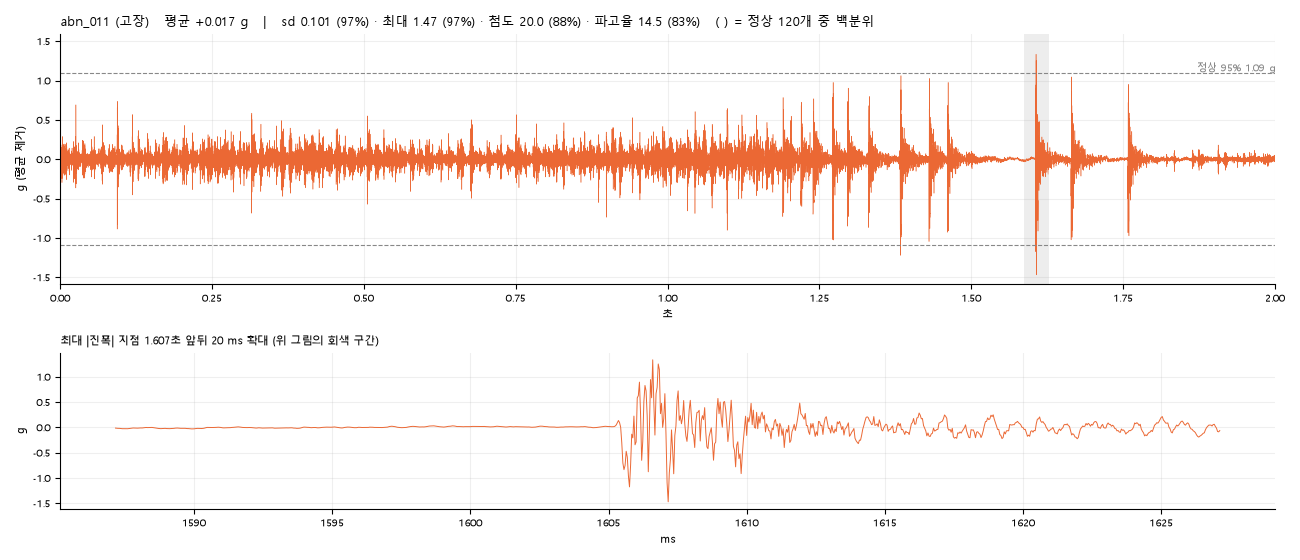 abn_011 (고장)    평균 +0.017 g    |    sd 0.101 (97%) · 최대 1.47 (97%) · 첨도 20.0 (88%) · 파고율 14.5 (83%)    ( ) = 정상 120개 중 백분위
1.5
1.0
0.5
0.0
-0.5
-1.0
-1.5
g (평균 제거)
정상 95% 1.09 g
0.00 0.25 0.50 0.75 1.00 1.25 1.50 1.75 2.00
초
최대 |진폭| 지점 1.607초 앞뒤 20 ms 확대 (위 그림의 회색 구간)
1.0
0.5
0.0
-0.5
-1.0
-1.5
g
1590 1595 1600 1605 1610 1615 1620 1625
ms